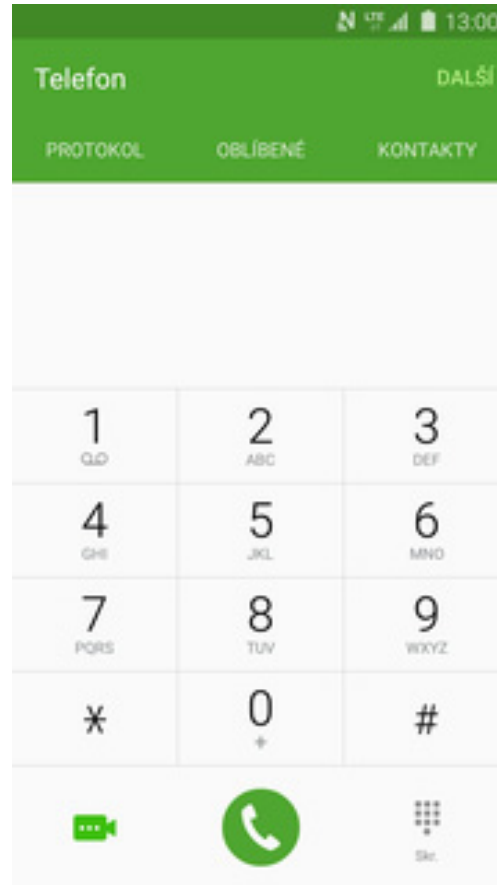 13:00
Telefon DALŠÍ
PROTOKOL OBLÍBENÉ KONTAKTY
1 2 3
ABC DEF
4 5 6
GHI JKL MNO
7 8 9
PQRS TUV WXYZ
* 0 #
+
Skr.